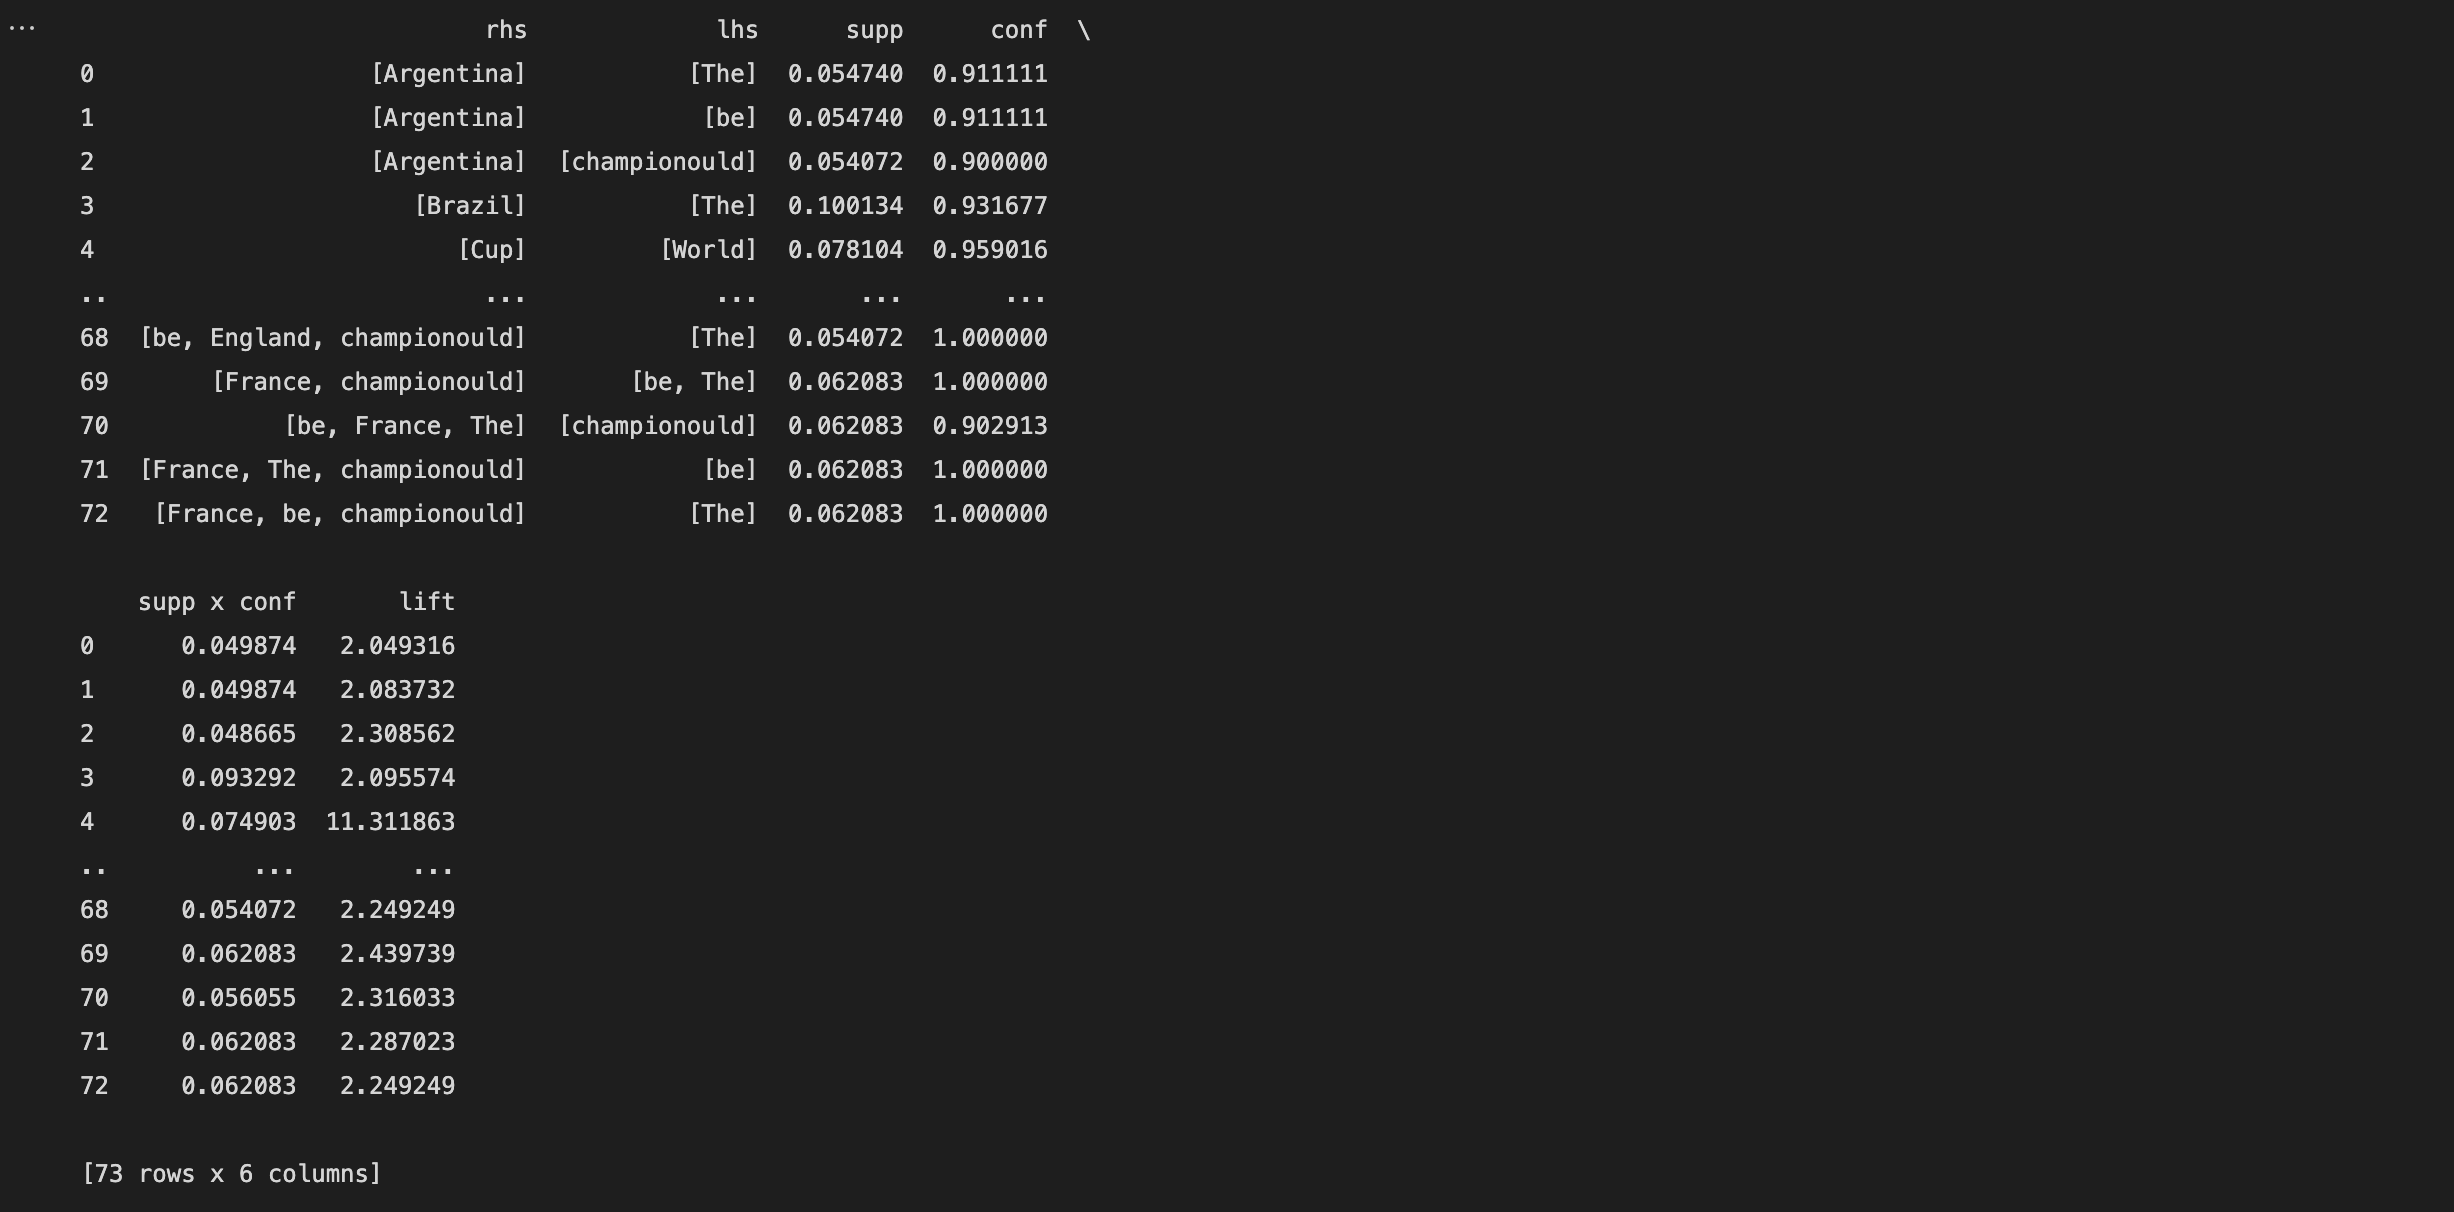 ... rhs lhs supp conf \
0 [Argentina] [The] 0.054740 0.911111
1 [Argentina] [be] 0.054740 0.911111
2 [Argentina] [championould] 0.054072 0.900000
3 [Brazil] [The] 0.100134 0.931677
4 [Cup] [World] 0.078104 0.959016
.. ... ... ... ...
68 [be, England, championould] [The] 0.054072 1.000000
69 [France, championould] [be, The] 0.062083 1.000000
70 [be, France, The] [championould] 0.062083 0.902913
71 [France, The, championould] [be] 0.062083 1.000000
72 [France, be, championould] [The] 0.062083 1.000000
supp x conf lift
0 0.049874 2.049316
1 0.049874 2.083732
2 0.048665 2.308562
3 0.093292 2.095574
4 0.074903 11.311863
.. ... ...
68 0.054072 2.249249
69 0.062083 2.439739
70 0.056055 2.316033
71 0.062083 2.287023
72 0.062083 2.249249
[73 rows x 6 columns]